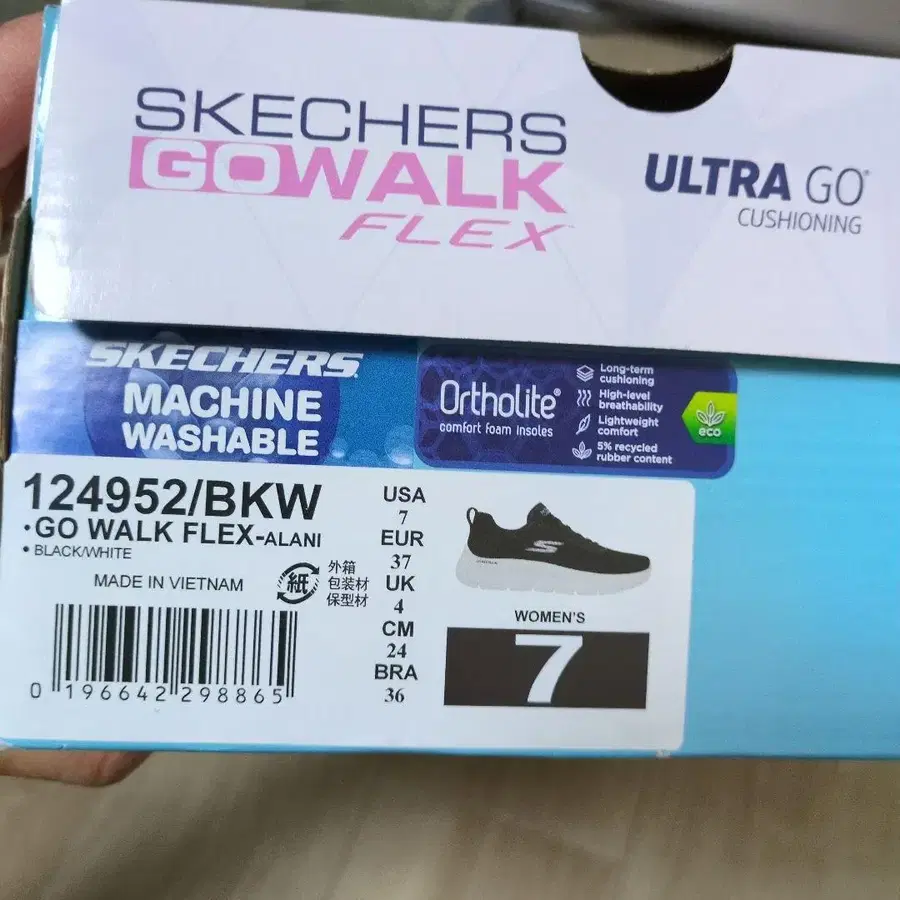 SKECHERS
GOWALK
FLEX
ULTRA GO®
CUSHIONING
SKECHERS
MACHINE
WASHABLE
Ortholite®
comfort foam insoles
Long-term
cushioning
High-level
breathability
Lightweight
comfort
5% recycled
rubber content
eco
124952/BKW
•GO WALK FLEX-ALANI
• BLACK/WHITE
MADE IN VIETNAM
紙
外箱
包装材
保型材
0 196642 298865
USA
7
EUR
37
UK
4
CM
24
BRA
36
WOMEN'S
7